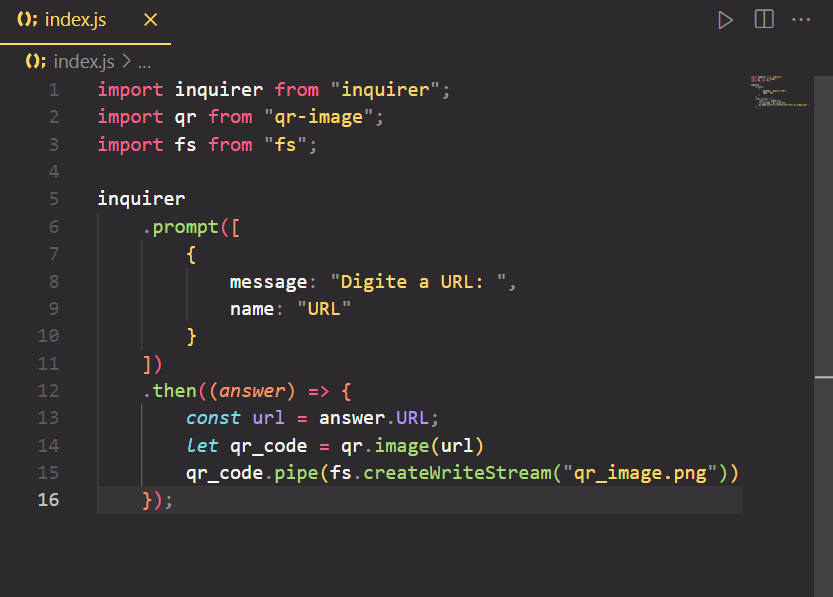 (); index.js ×
(); index.js > ...
1 import inquirer from "inquirer";
2 import qr from "qr-image";
3 import fs from "fs";
4
5 inquirer
6     .prompt([
7         {
8             message: "Digite a URL: ",
9             name: "URL"
10         }
11     ])
12     .then((answer) => {
13         const url = answer.URL;
14         let qr_code = qr.image(url)
15         qr_code.pipe(fs.createWriteStream("qr_image.png"))
16     });